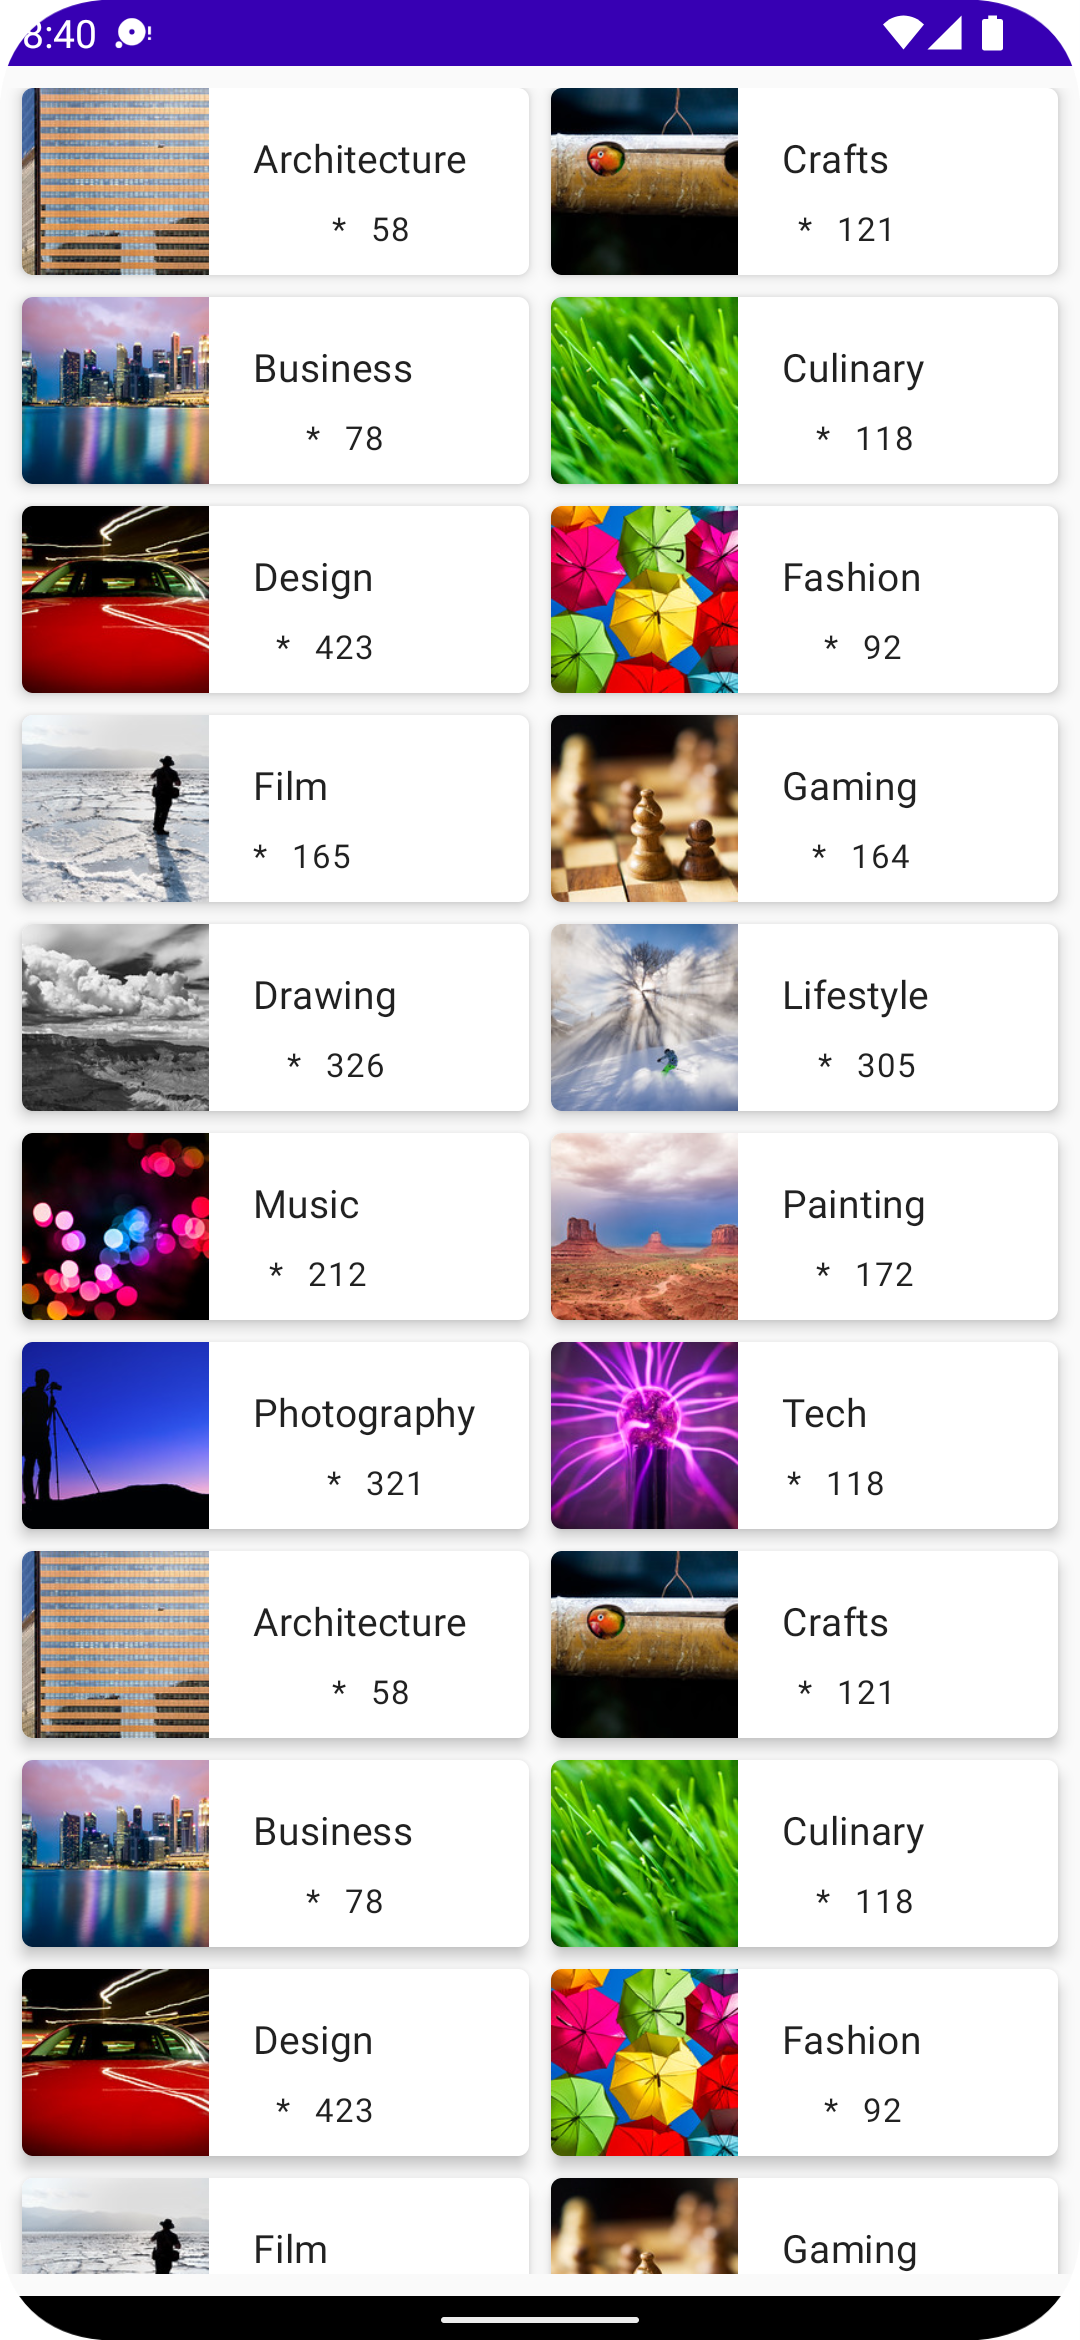 8:40
Architecture
* 58
Crafts
* 121
Business
* 78
Culinary
* 118
Design
* 423
Fashion
* 92
Film
* 165
Gaming
* 164
Drawing
* 326
Lifestyle
* 305
Music
* 212
Painting
* 172
Photography
* 321
Tech
* 118
Architecture
* 58
Crafts
* 121
Business
* 78
Culinary
* 118
Design
* 423
Fashion
* 92
Film
Gaming